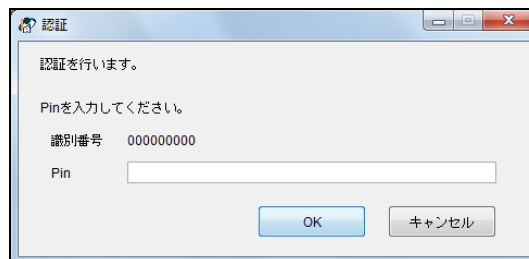 認証
認証を行います。
Pinを入力してください。
識別番号 000000000
Pin
OK キャンセル